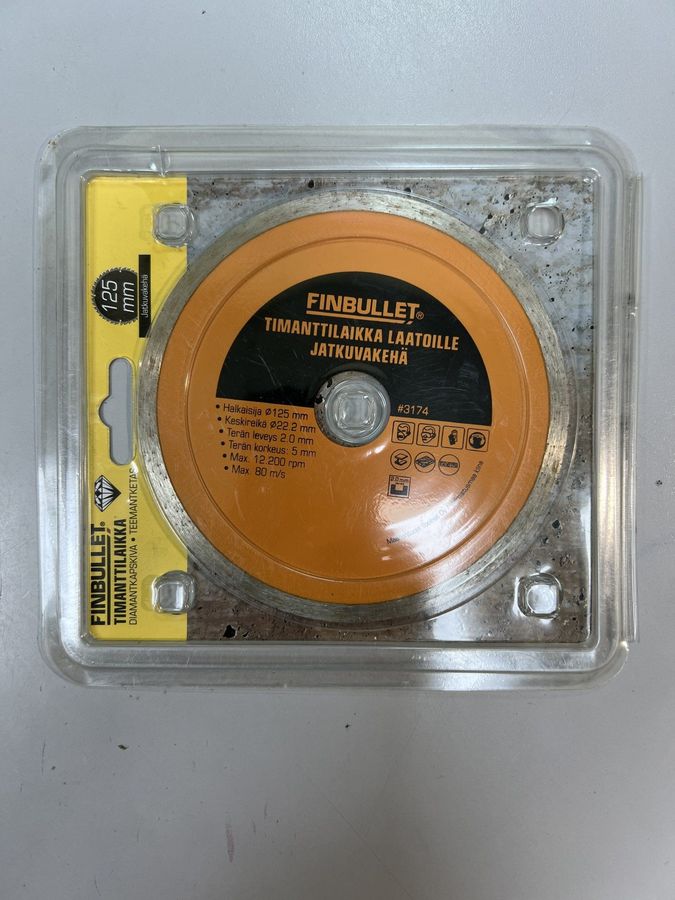 125
mm
Jatkuvakehä
FINBULLET®
TIMANTTILAIKKA
DIAMANTKAPSKIVA • TEEMANTKETAS
FINBULLET®
TIMANTTILAIKKA LAATOILLE
JATKUVAKEHÄ
#3174
• Halkaisija Ø125 mm
• Keskireikä Ø22.2 mm
• Terän leveys 2.0 mm
• Terän korkeus: 5 mm
• Max. 12 200 rpm
• Max. 80 m/s